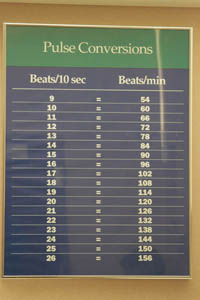 Pulse Conversions
Beats/10 sec Beats/min
9 = 54
10 = 60
11 = 66
12 = 72
13 = 78
14 = 84
15 = 90
16 = 96
17 = 102
18 = 108
19 = 114
20 = 120
21 = 126
22 = 132
23 = 138
24 = 144
25 = 150
26 = 156